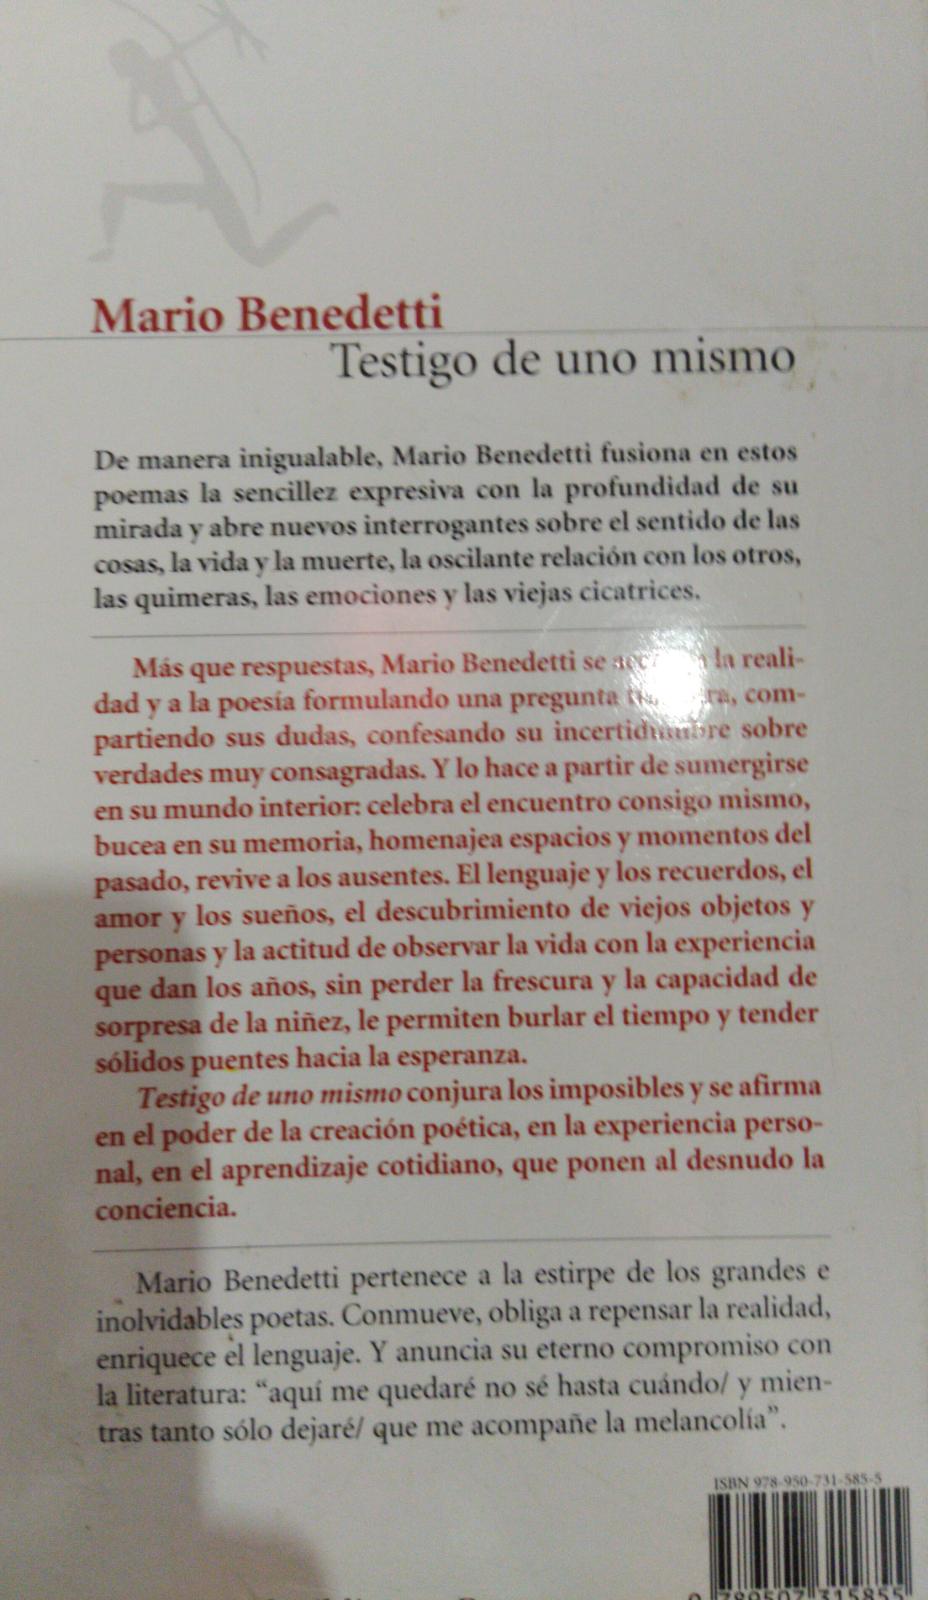 Mario Benedetti
Testigo de uno mismo
De manera inigualable, Mario Benedetti fusiona en estos
poemas la sencillez expresiva con la profundidad de su
mirada y abre nuevos interrogantes sobre el sentido de las
cosas, la vida y la muerte, la oscilante relación con los otros,
las quimeras, las emociones y las viejas cicatrices.
Más que respuestas, Mario Benedetti se la reali-
dad y a la poesía formulando una pregunta com-
partiendo sus dudas, confesando su incertidumbre sobre
verdades muy consagradas. Y lo hace a partir de sumergirse
en su mundo interior: celebra el encuentro consigo mismo,
bucea en su memoria, homenajea espacios y momentos del
pasado, revive a los ausentes. El lenguaje y los recuerdos, el
amor y los sueños, el descubrimiento de viejos objetos y
personas y la actitud de observar la vida con la experiencia
que dan los años, sin perder la frescura y la capacidad de
sorpresa de la niñez, le permiten burlar el tiempo y tender
sólidos puentes hacia la esperanza.
Testigo de uno mismo conjura los imposibles y se afirma
en el poder de la creación poética, en la experiencia perso-
nal, en el aprendizaje cotidiano, que ponen al desnudo la
conciencia.
Mario Benedetti pertenece a la estirpe de los grandes e
inolvidables poetas. Conmueve, obliga a repensar la realidad,
enriquece el lenguaje. Y anuncia su eterno compromiso con
la literatura: “aquí me quedaré no sé hasta cuándo/ y mien-
tras tanto sólo dejaré/ que me acompañe la melancolía”.
ISBN 978-950-731-585-5
9 789507 315855